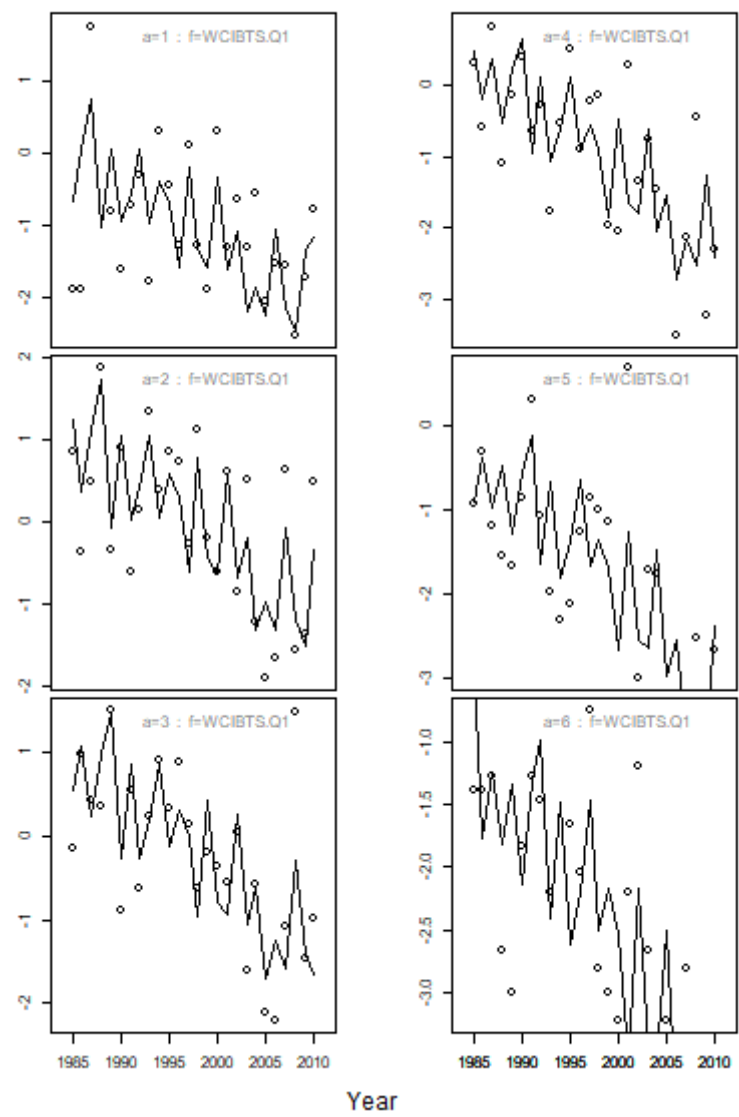 a=1 : f=WCIBTS.Q1
1
0
-1
-2
a=2 : f=WCIBTS.Q1
2
1
0
-1
-2
a=3 : f=WCIBTS.Q1
1
0
-1
-2
1985 1990 1995 2000 2005 2010
a=4 : f=WCIBTS.Q1
0
-1
-2
-3
a=5 : f=WCIBTS.Q1
0
-1
-2
-3
a=6 : f=WCIBTS.Q1
-1.0
-1.5
-2.0
-2.5
-3.0
1985 1990 1995 2000 2005 2010
Year